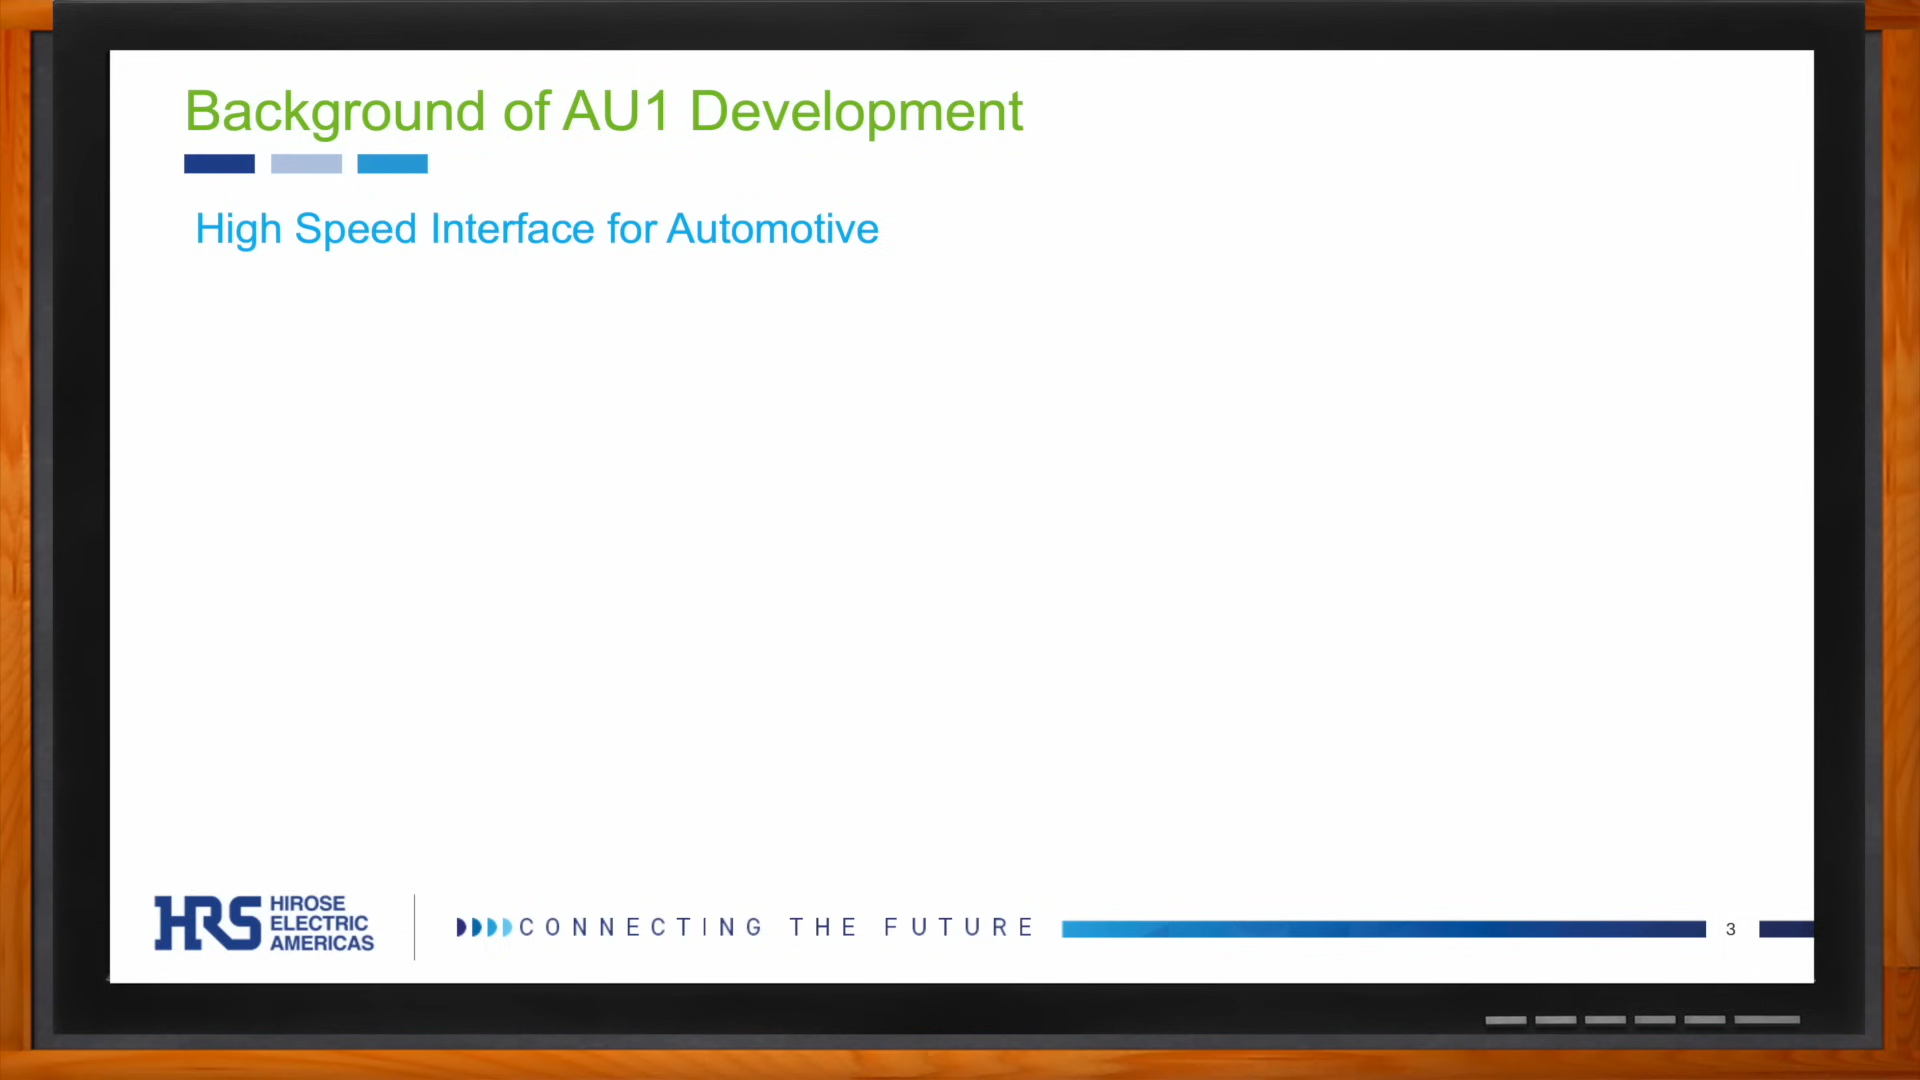 Background of AU1 Development
High Speed Interface for Automotive
HRS
HIROSE
ELECTRIC
AMERICAS
CONNECTING THE FUTURE
3